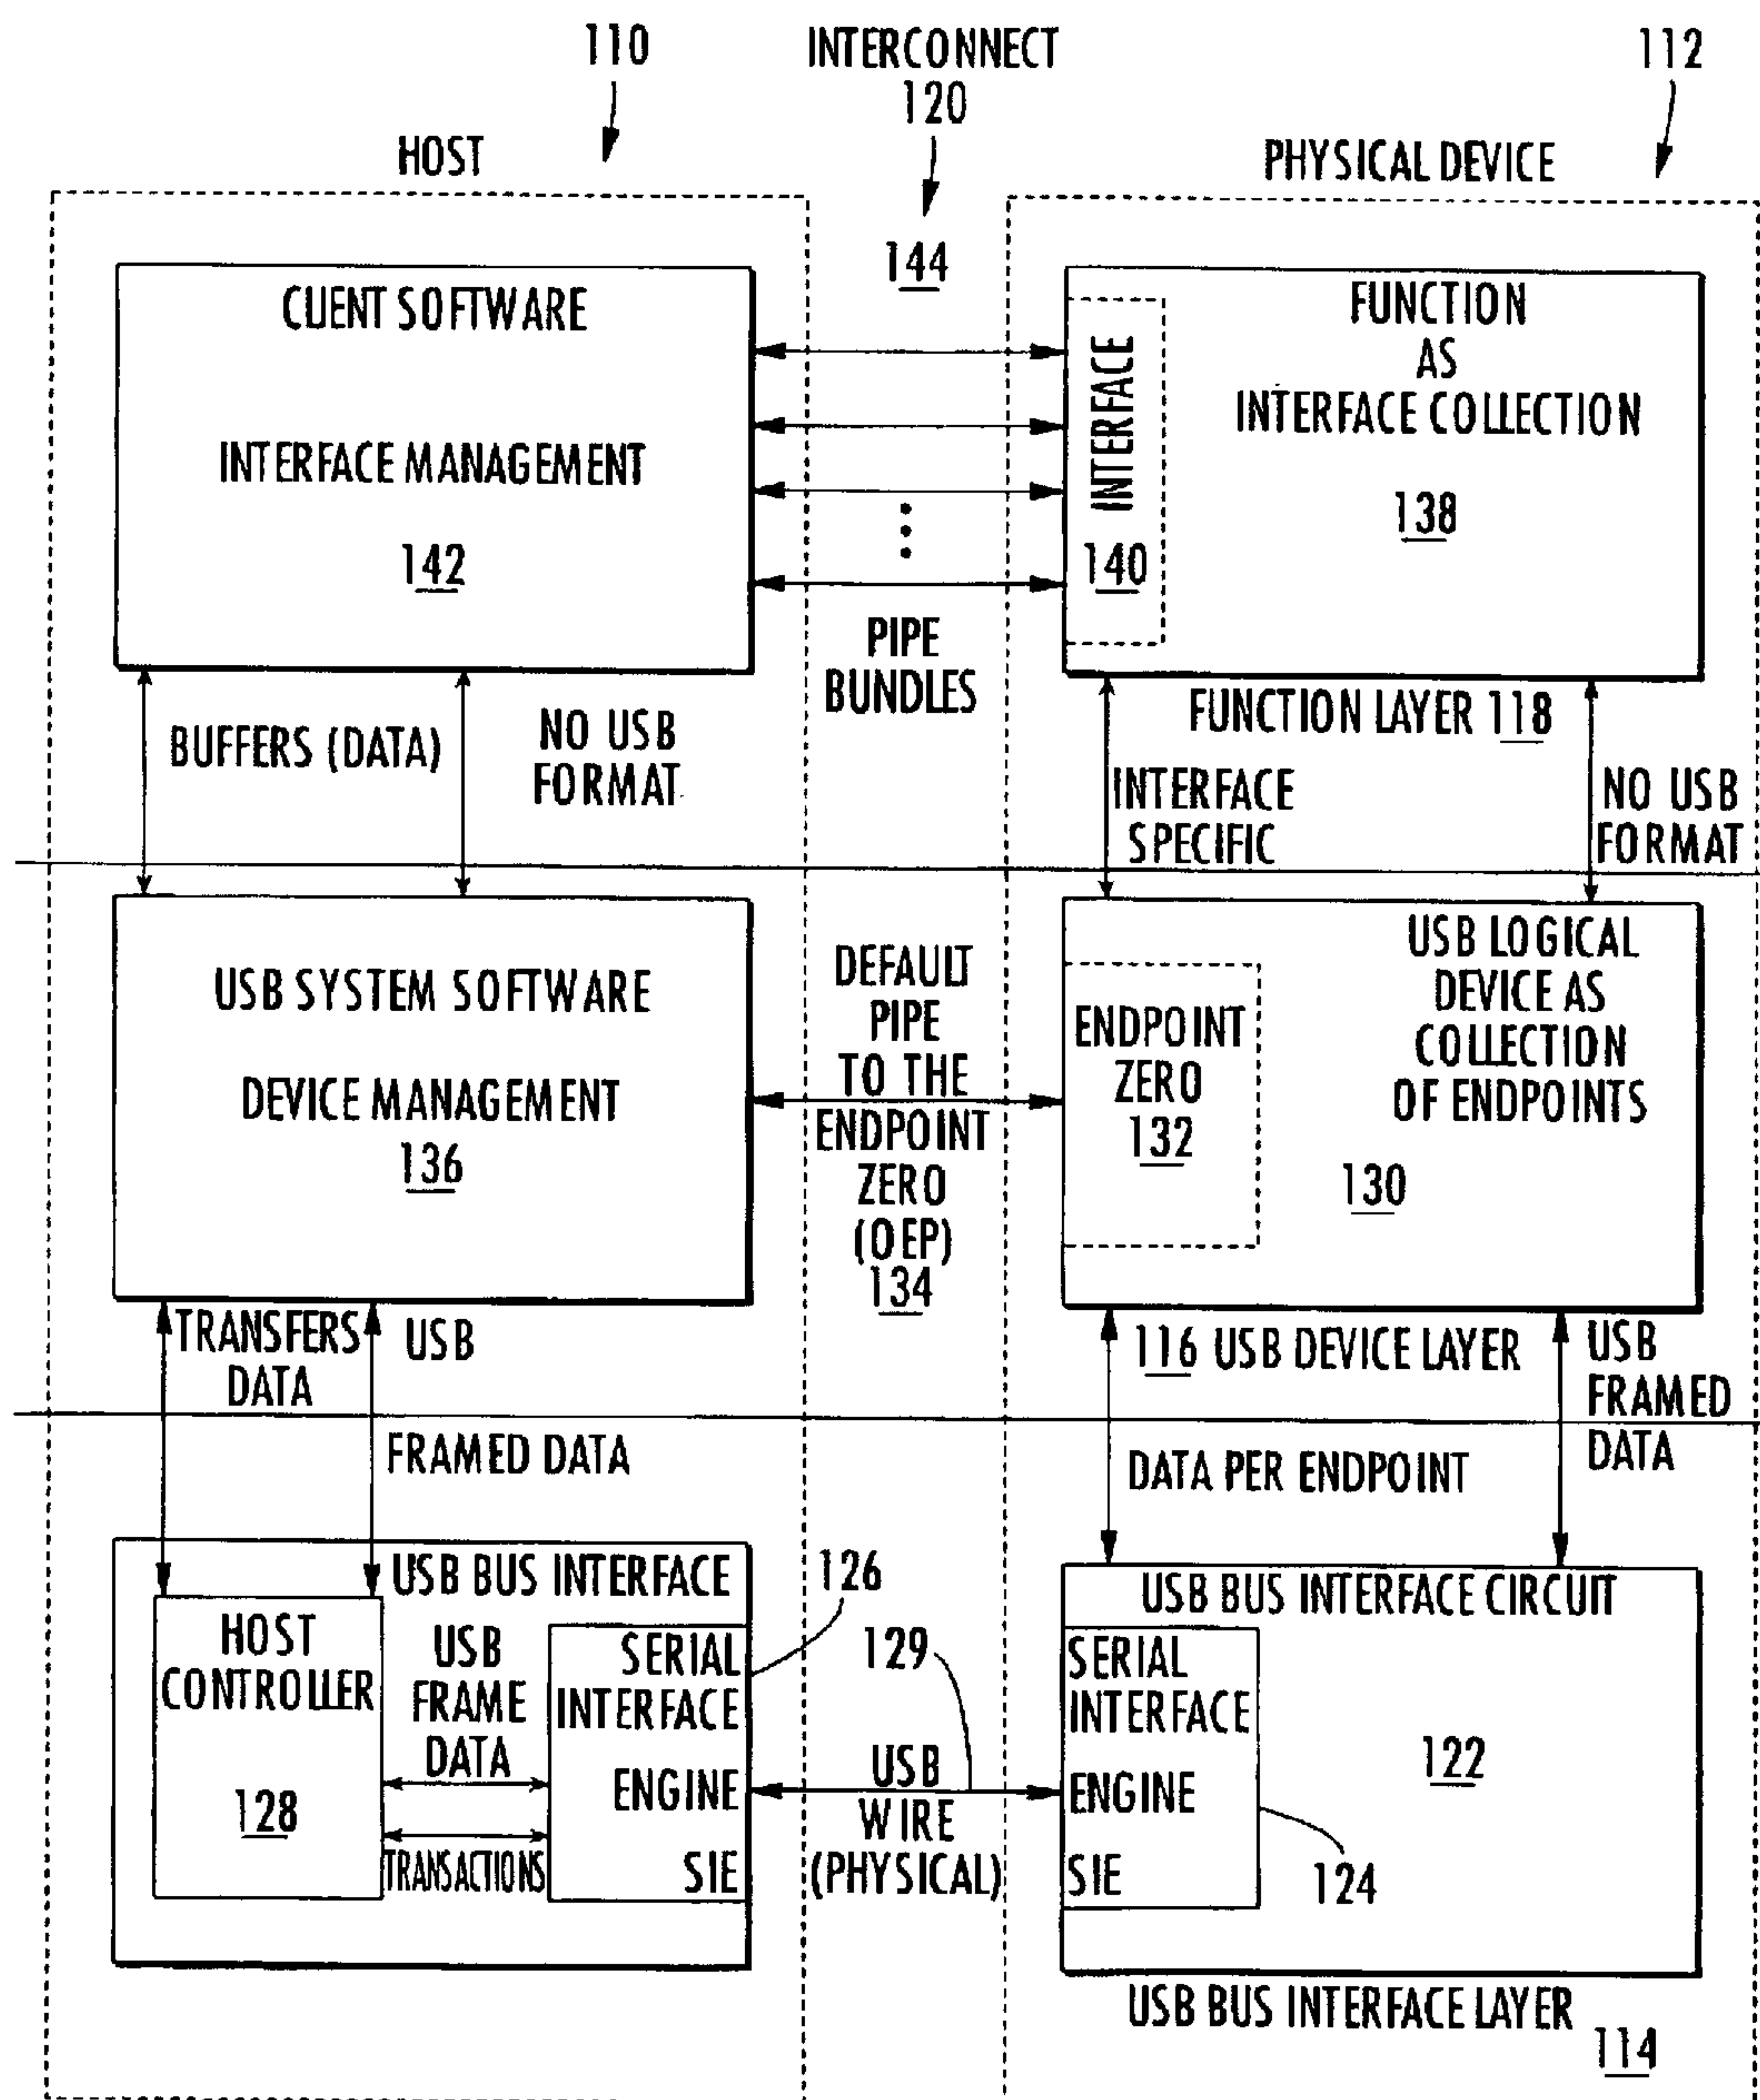 110
INTERCONNECT
120
112
HOST
PHYSICAL DEVICE
144
CLIENT SOFTWARE
INTERFACE MANAGEMENT
142
INTERFACE
140
FUNCTION
AS
INTERFACE COLLECTION
138
PIPE
BUNDLES
BUFFERS (DATA)
NO USB
FORMAT
FUNCTION LAYER 118
INTERFACE
SPECIFIC
NO USB
FORMAT
USB SYSTEM SOFTWARE
DEVICE MANAGEMENT
136
DEFAULT
PIPE
TO THE
ENDPOINT
ZERO
(0EP)
134
ENDPOINT
ZERO
132
USB LOGICAL
DEVICE AS
COLLECTION
OF ENDPOINTS
130
TRANSFERS
DATA
USB
FRAMED DATA
116 USB DEVICE LAYER
USB
FRAMED
DATA
DATA PER ENDPOINT
USB BUS INTERFACE
126
HOST
CONTROLLER
128
USB
FRAME
DATA
TRANSACTIONS
SERIAL
INTERFACE
ENGINE
SIE
129
USB
WIRE
(PHYSICAL)
USB BUS INTERFACE CIRCUIT
SERIAL
INTERFACE
ENGINE
SIE
122
124
USB BUS INTERFACE LAYER
114